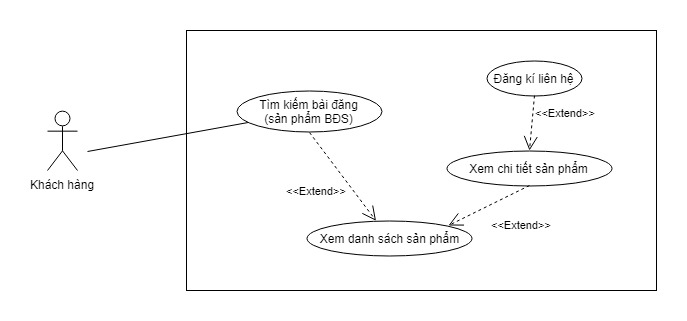 Đăng kí liên hệ
Tìm kiếm bài đăng
(sản phẩm BĐS)
<<Extend>>
Xem chi tiết sản phẩm
Khách hàng
<<Extend>>
<<Extend>>
Xem danh sách sản phẩm